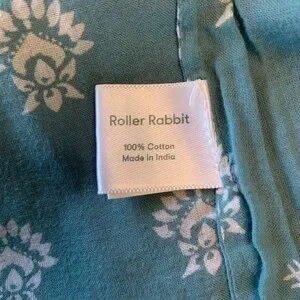 Roller Rabbit
100% Cotton
Made in India